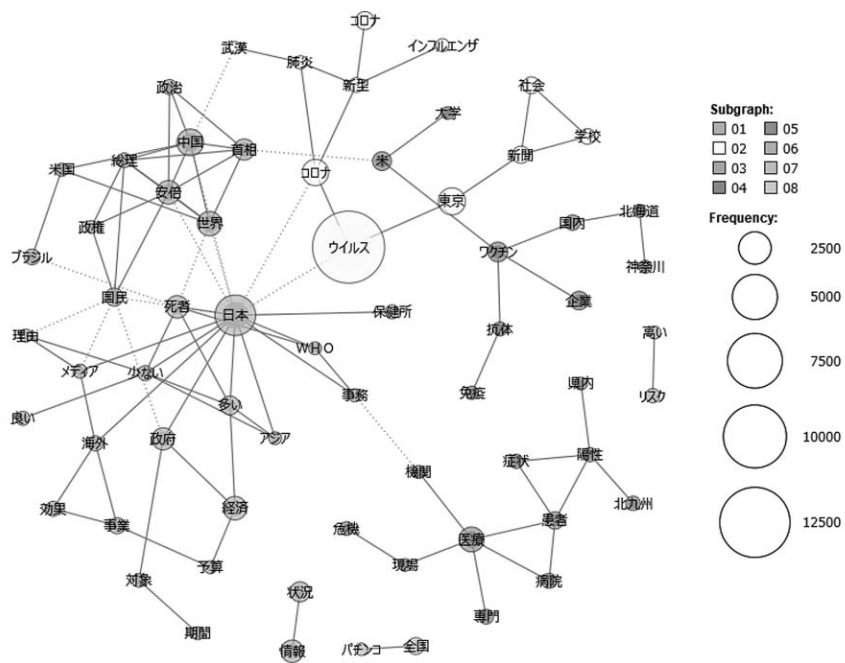 コロナ
武漢
インフルエンザ
肺炎
新型
政治
社会
大学
中国
首相
学校
総理
米
新聞
米国
コロナ
安倍
東京
政権
世界
北海道
国内
ウイルス
ワクチン
ブラジル
神奈川
国民
死者
企業
日本
保健所
理由
抗体
高い
WHO
メディア
少ない
県内
事務
免疫
リスク
多い
良い
アジア
海外
政府
陽性
症状
機関
効果
経済
北九州
事業
患者
危機
医療
現場
予算
対象
病院
状況
専門
期間
情報
パチンコ
全国
Subgraph:
01 05
02 06
03 07
04 08
Frequency:
2500
5000
7500
10000
12500